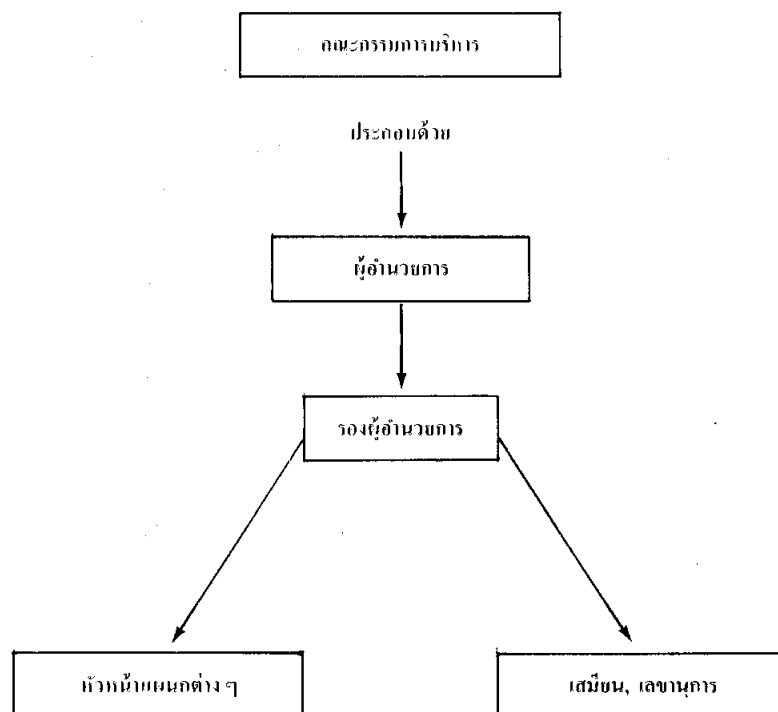 คณะกรรมการบริหาร
ประกอบด้วย
ผู้อำนวยการ
รองผู้อำนวยการ
หัวหน้าแผนกต่าง ๆ
เสมียน, เลขานุการ